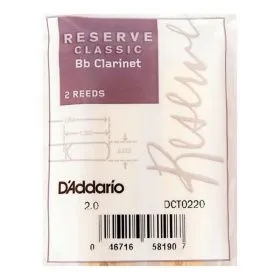 RESERVE
CLASSIC
Bb Clarinet
2 REEDS
Reserve
D'Addario
2.0 DCT0220
0 46716 58190 7